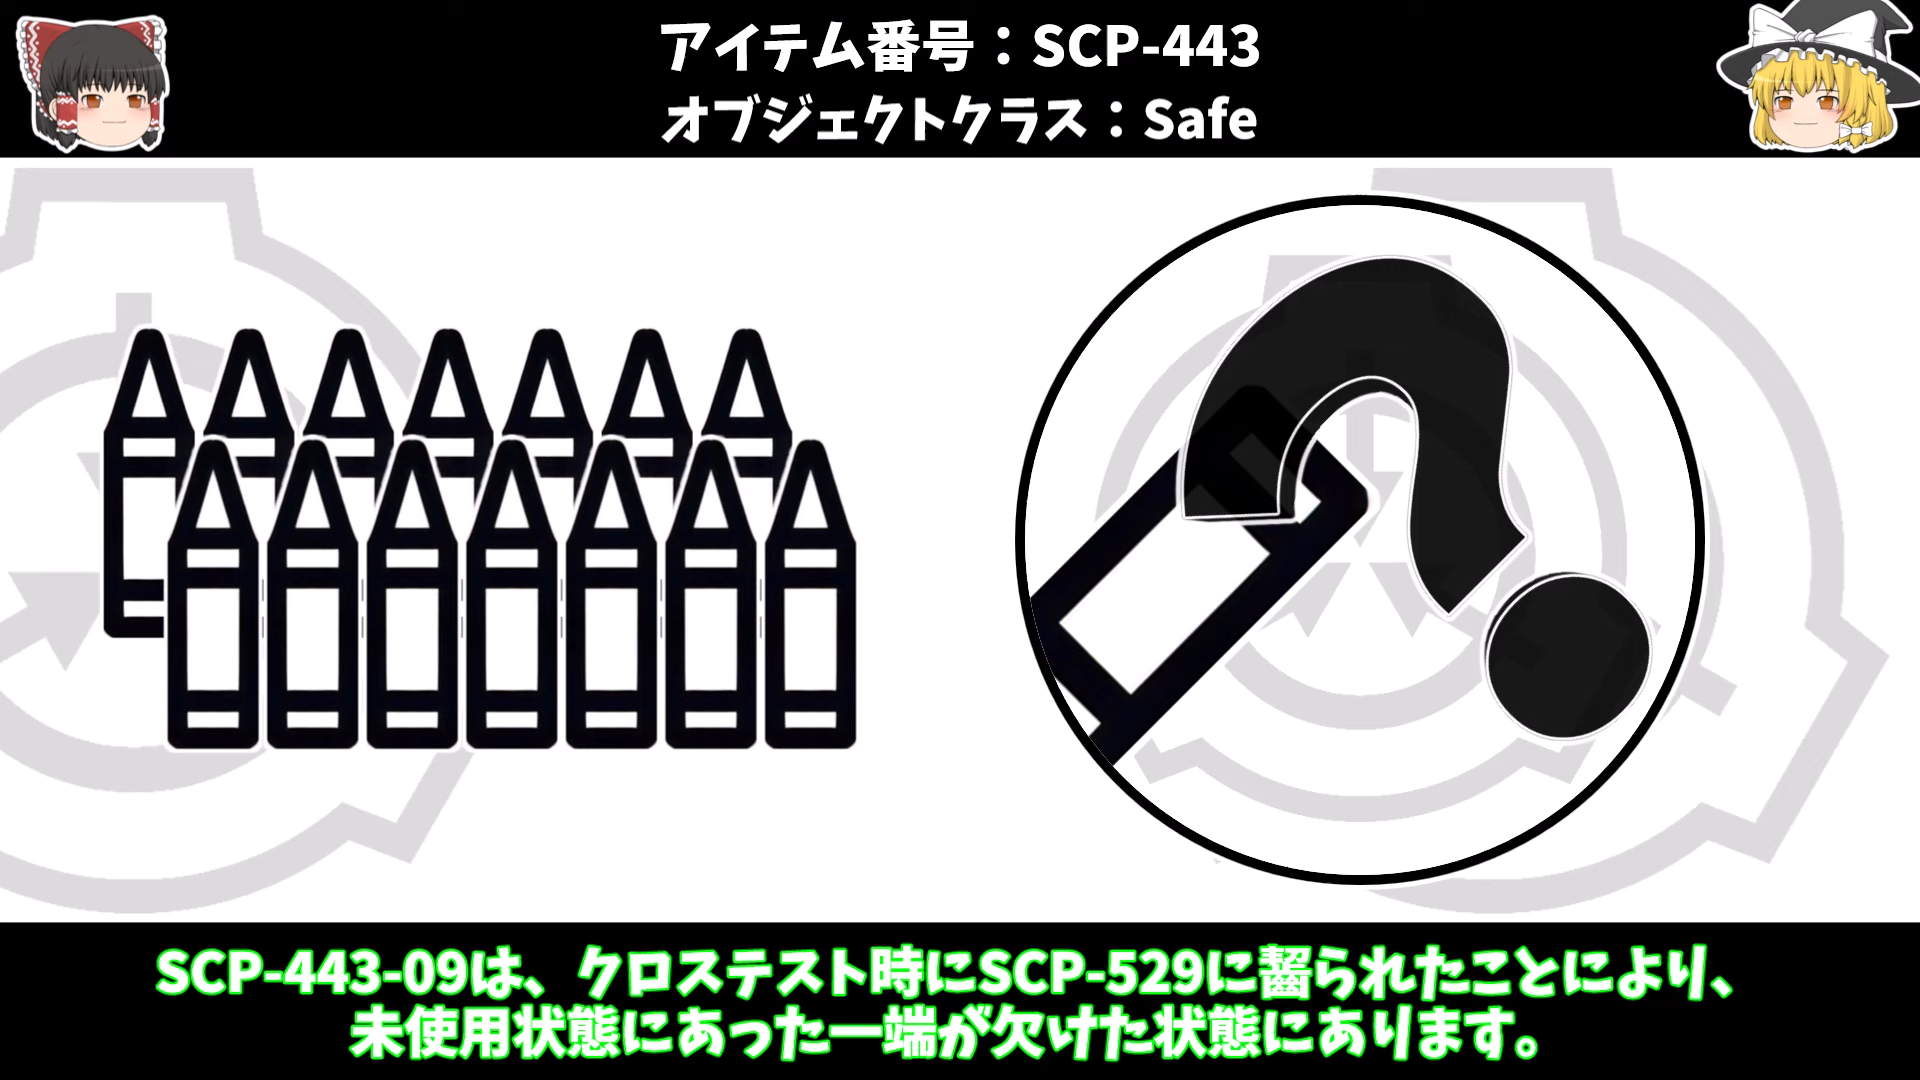 アイテム番号：SCP-443
オブジェクトクラス：Safe
SCP-443-09は、クロステスト時にSCP-529に齧られたことにより、
未使用状態にあった一端が欠けた状態にあります。